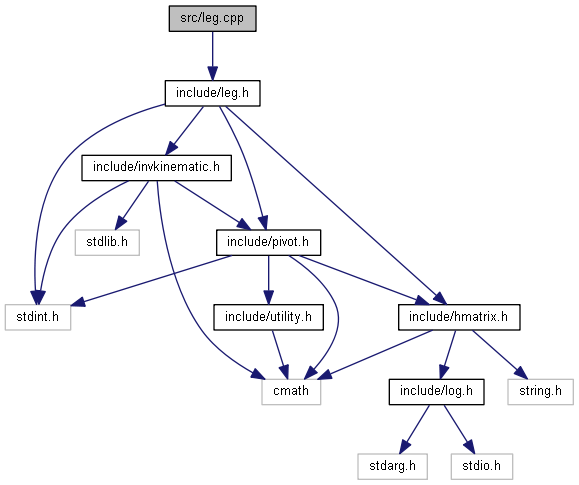 src/leg.cpp
include/leg.h
include/invkinematic.h
stdlib.h
include/pivot.h
stdint.h
include/utility.h
include/hmatrix.h
cmath
include/log.h
string.h
stdarg.h
stdio.h